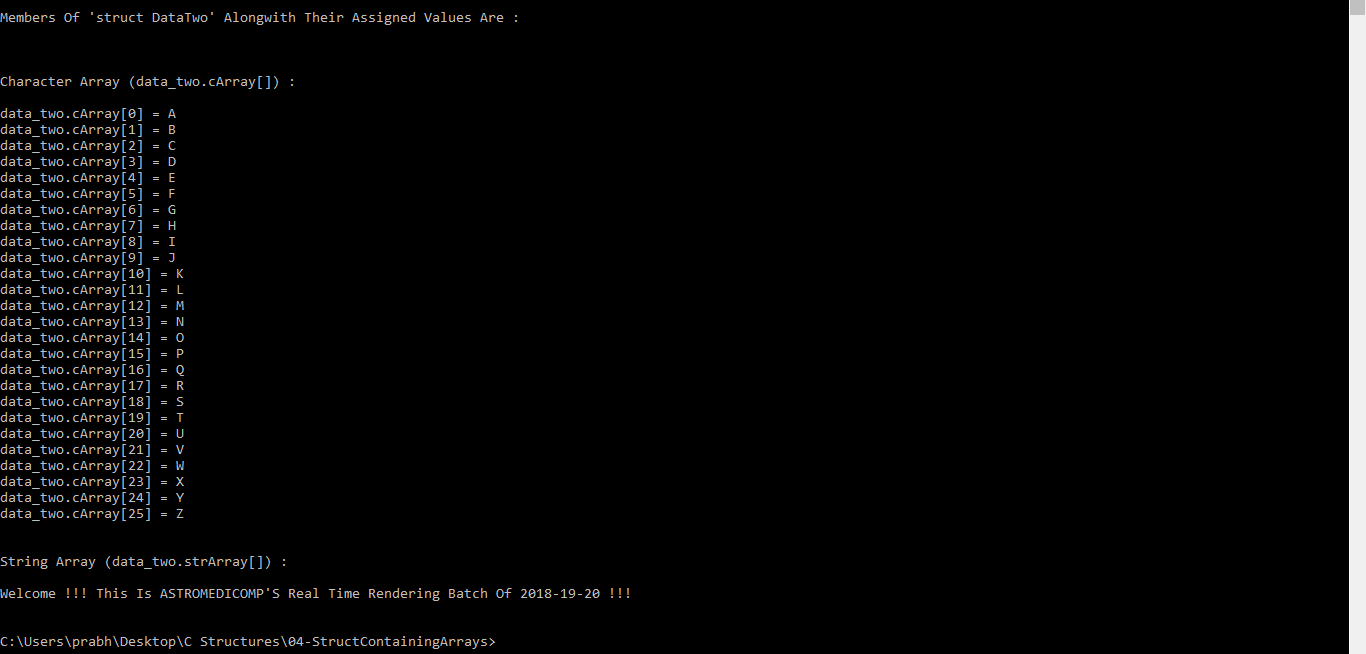 Members Of 'struct DataTwo' Alongwith Their Assigned Values Are :
Character Array (data_two.cArray[]) :
data_two.cArray[0] = A
data_two.cArray[1] = B
data_two.cArray[2] = C
data_two.cArray[3] = D
data_two.cArray[4] = E
data_two.cArray[5] = F
data_two.cArray[6] = G
data_two.cArray[7] = H
data_two.cArray[8] = I
data_two.cArray[9] = J
data_two.cArray[10] = K
data_two.cArray[11] = L
data_two.cArray[12] = M
data_two.cArray[13] = N
data_two.cArray[14] = O
data_two.cArray[15] = P
data_two.cArray[16] = Q
data_two.cArray[17] = R
data_two.cArray[18] = S
data_two.cArray[19] = T
data_two.cArray[20] = U
data_two.cArray[21] = V
data_two.cArray[22] = W
data_two.cArray[23] = X
data_two.cArray[24] = Y
data_two.cArray[25] = Z
String Array (data_two.strArray[]) :
Welcome !!! This Is ASTROMEDICOMP'S Real Time Rendering Batch Of 2018-19-20 !!!
C:\Users\prabh\Desktop\C Structures\04-StructContainingArrays>